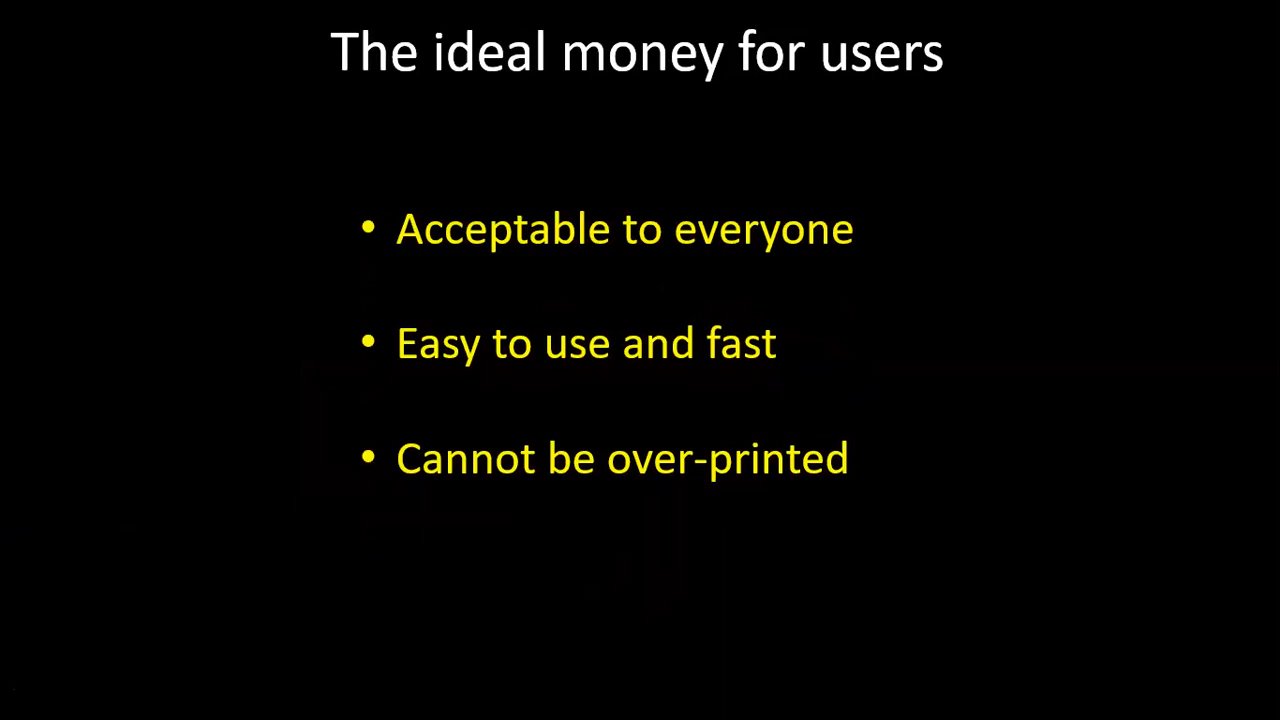 The ideal money for users
• Acceptable to everyone
• Easy to use and fast
• Cannot be over-printed